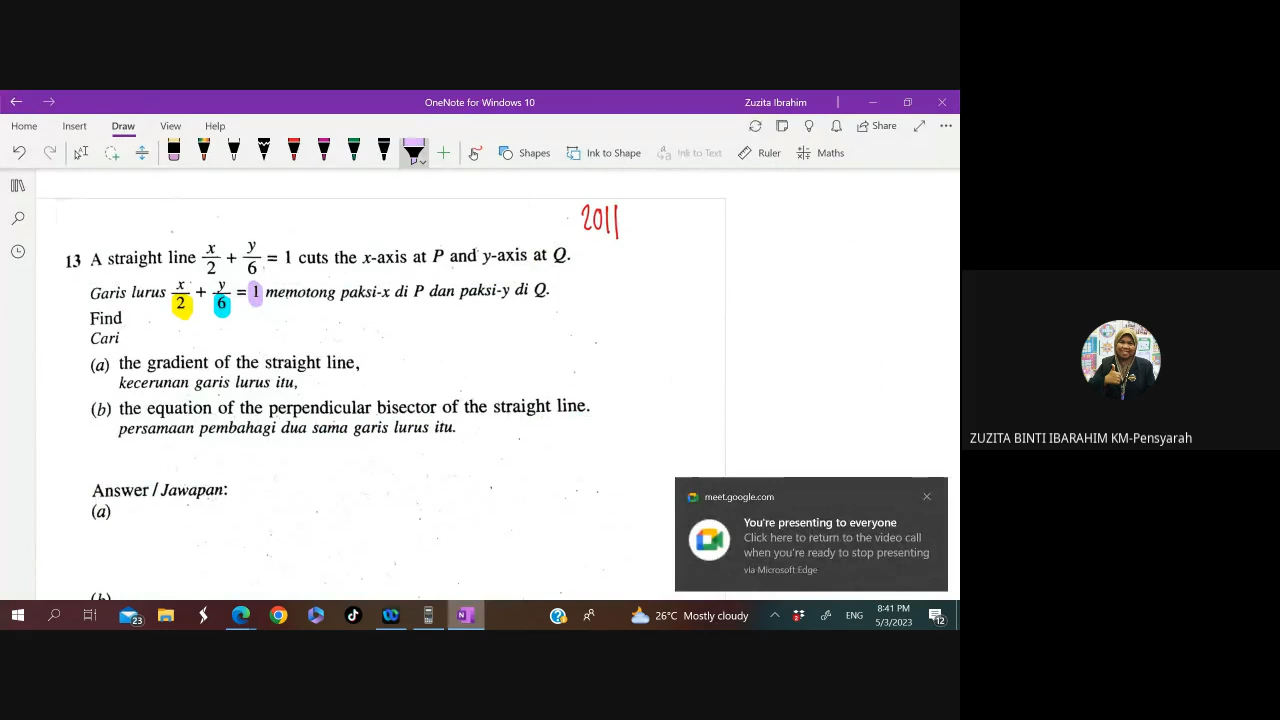 OneNote for Windows 10
Zuzita Ibrahim
Home Insert Draw View Help
Share
Shapes Ink to Shape Ink to Text Ruler Maths
2011
13 A straight line x/2 + y/6 = 1 cuts the x-axis at P and y-axis at Q.
Garis lurus x/2 + y/6 = 1 memotong paksi-x di P dan paksi-y di Q.
Find
Cari
(a) the gradient of the straight line,
kecerunan garis lurus itu,
(b) the equation of the perpendicular bisector of the straight line.
persamaan pembahagi dua sama garis lurus itu.
Answer / Jawapan:
(a)
ZUZITA BINTI IBARAHIM KM-Pensyarah
meet.google.com
You're presenting to everyone
Click here to return to the video call
when you're ready to stop presenting
via Microsoft Edge
23
26°C Mostly cloudy
ENG
8:41 PM
5/3/2023
12